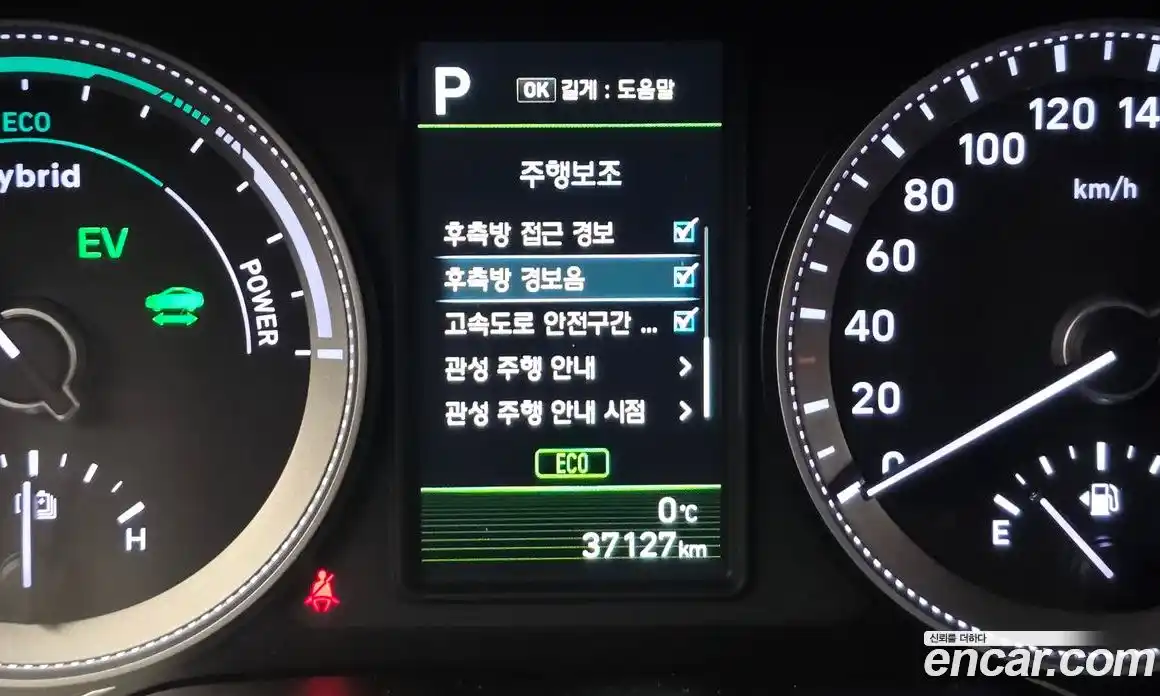 P
OK 길게 : 도움말
주행보조
후측방 접근 경보
후측방 경보음
고속도로 안전구간 ...
관성 주행 안내
관성 주행 안내 시점
ECO
0°C
37127km
ECO
ybrid
EV
POWER
H
120 14
100
80
km/h
60
40
20
0
E
신뢰를 더하다
encar.com